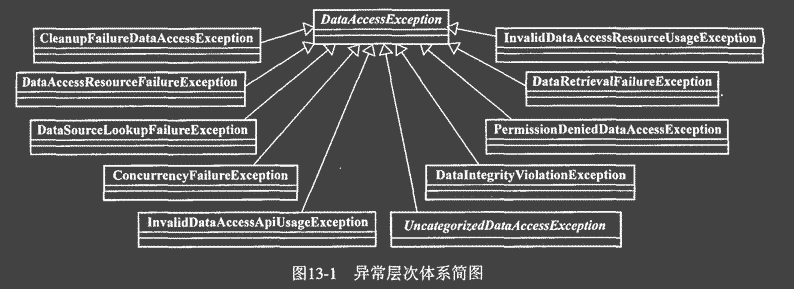 DataAccessException
CleanupFailureDataAccessException
InvalidDataAccessResourceUsageException
DataAccessResourceFailureException
DataRetrievalFailureException
DataSourceLookupFailureException
PermissionDeniedDataAccessException
ConcurrencyFailureException
DataIntegrityViolationException
InvalidDataAccessApiUsageException
UncategorizedDataAccessException
图13-1 异常层次体系简图